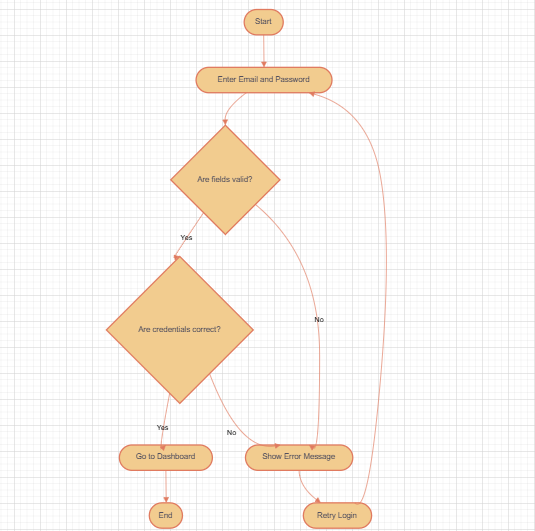 Start
Enter Email and Password
Are fields valid?
Yes
No
Are credentials correct?
Yes
No
Go to Dashboard
Show Error Message
End
Retry Login